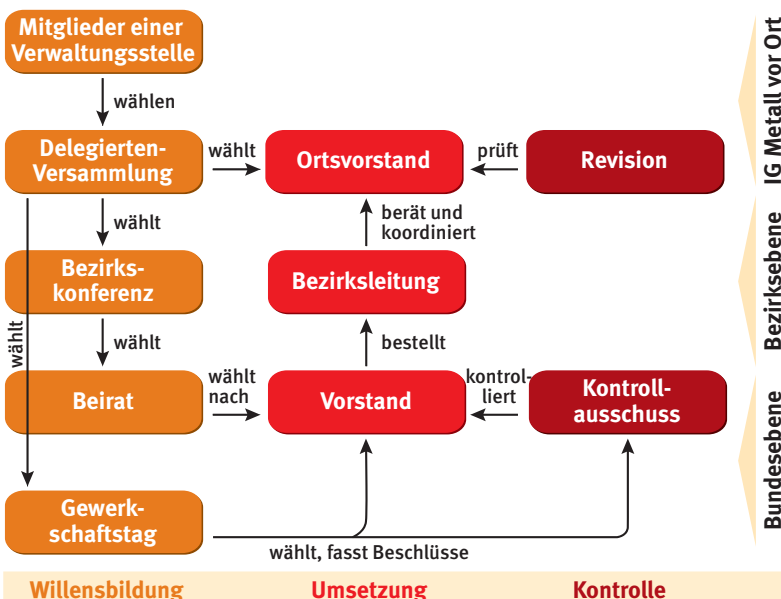 Mitglieder einer
Verwaltungsstelle
wählen
Delegierten-
Versammlung
wählt
Ortsvorstand
prüft
Revision
wählt
berät und
koordiniert
Bezirks-
konferenz
Bezirksleitung
wählt
wählt
bestellt
Beirat
wählt
nach
Vorstand
kontrol-
liert
Kontroll-
ausschuss
Gewerk-
schaftstag
wählt, fasst Beschlüsse
IG Metall vor Ort
Bezirksebene
Bundesebene
Willensbildung
Umsetzung
Kontrolle